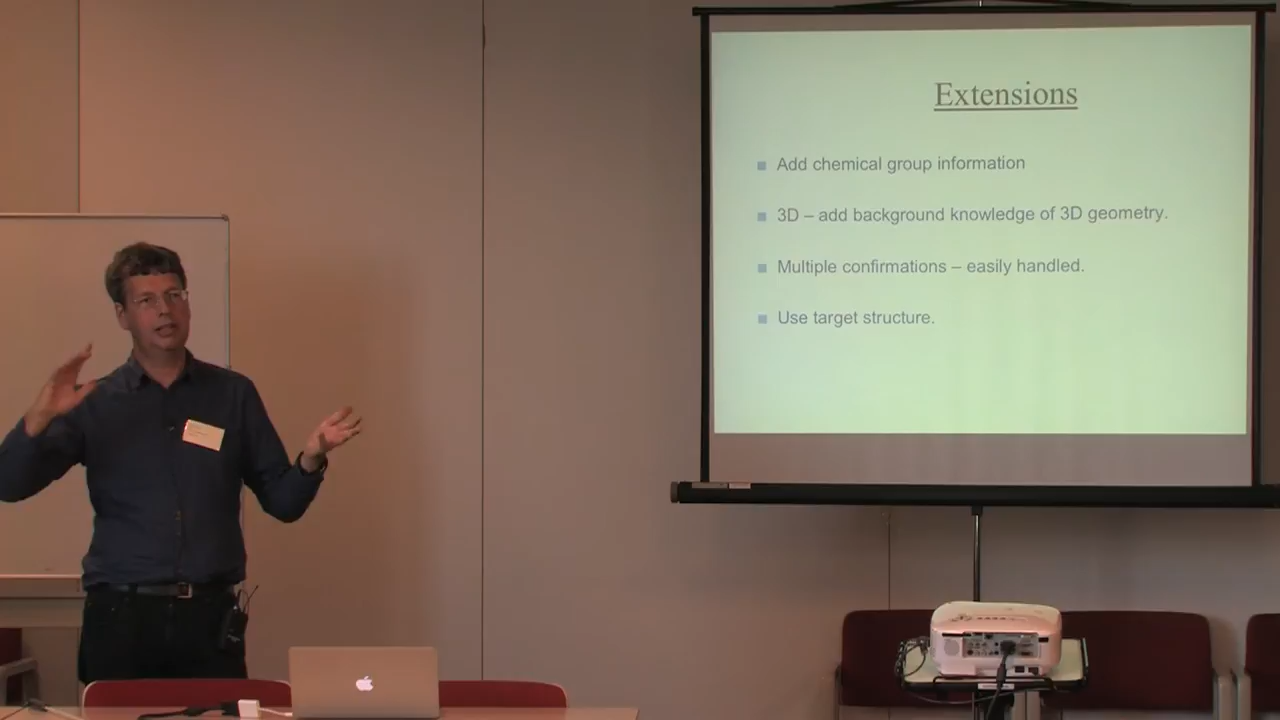 Extensions
Add chemical group information
3D – add background knowledge of 3D geometry.
Multiple confirmations – easily handled.
Use target structure.